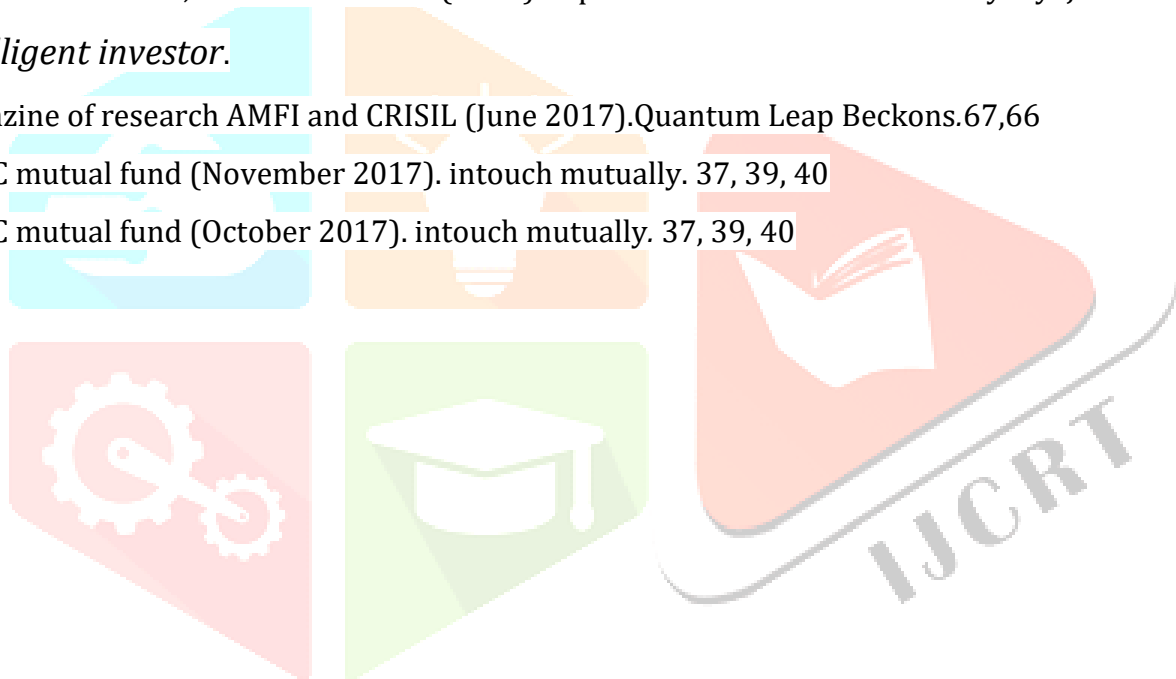 ligent investor.
zine of research AMFI and CRISIL (June 2017).Quantum Leap Beckons.67,66
C mutual fund (November 2017). intouch mutually. 37, 39, 40
C mutual fund (October 2017). intouch mutually. 37, 39, 40
IJCRT